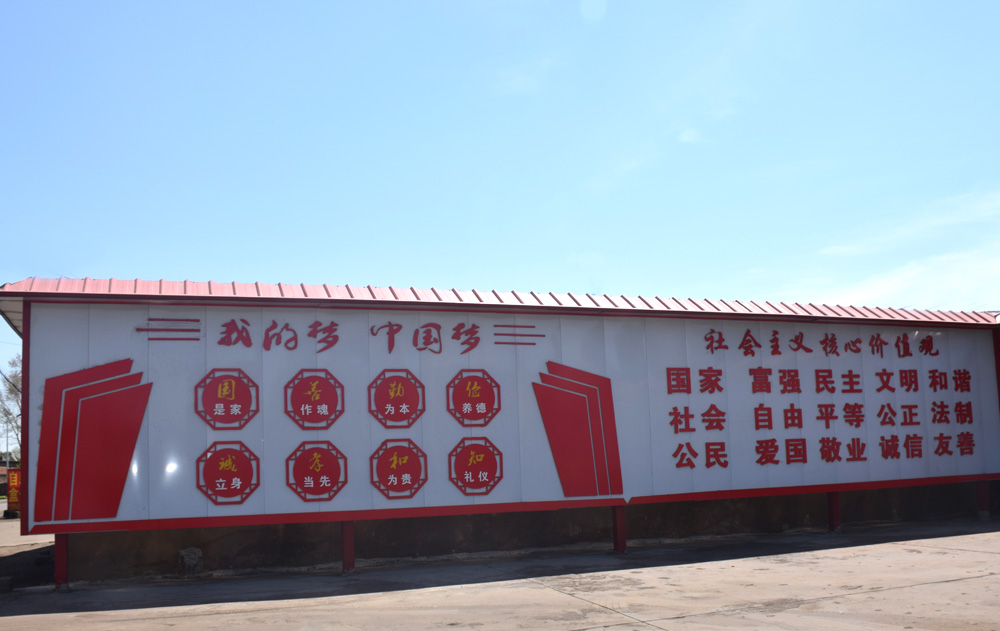 我的梦 中国梦
国是家
善作魂
勤为本
俭养德
诚立身
孝当先
和为贵
知礼仪
社会主义核心价值观
国家 富强 民主 文明 和谐
社会 自由 平等 公正 法制
公民 爱国 敬业 诚信 友善